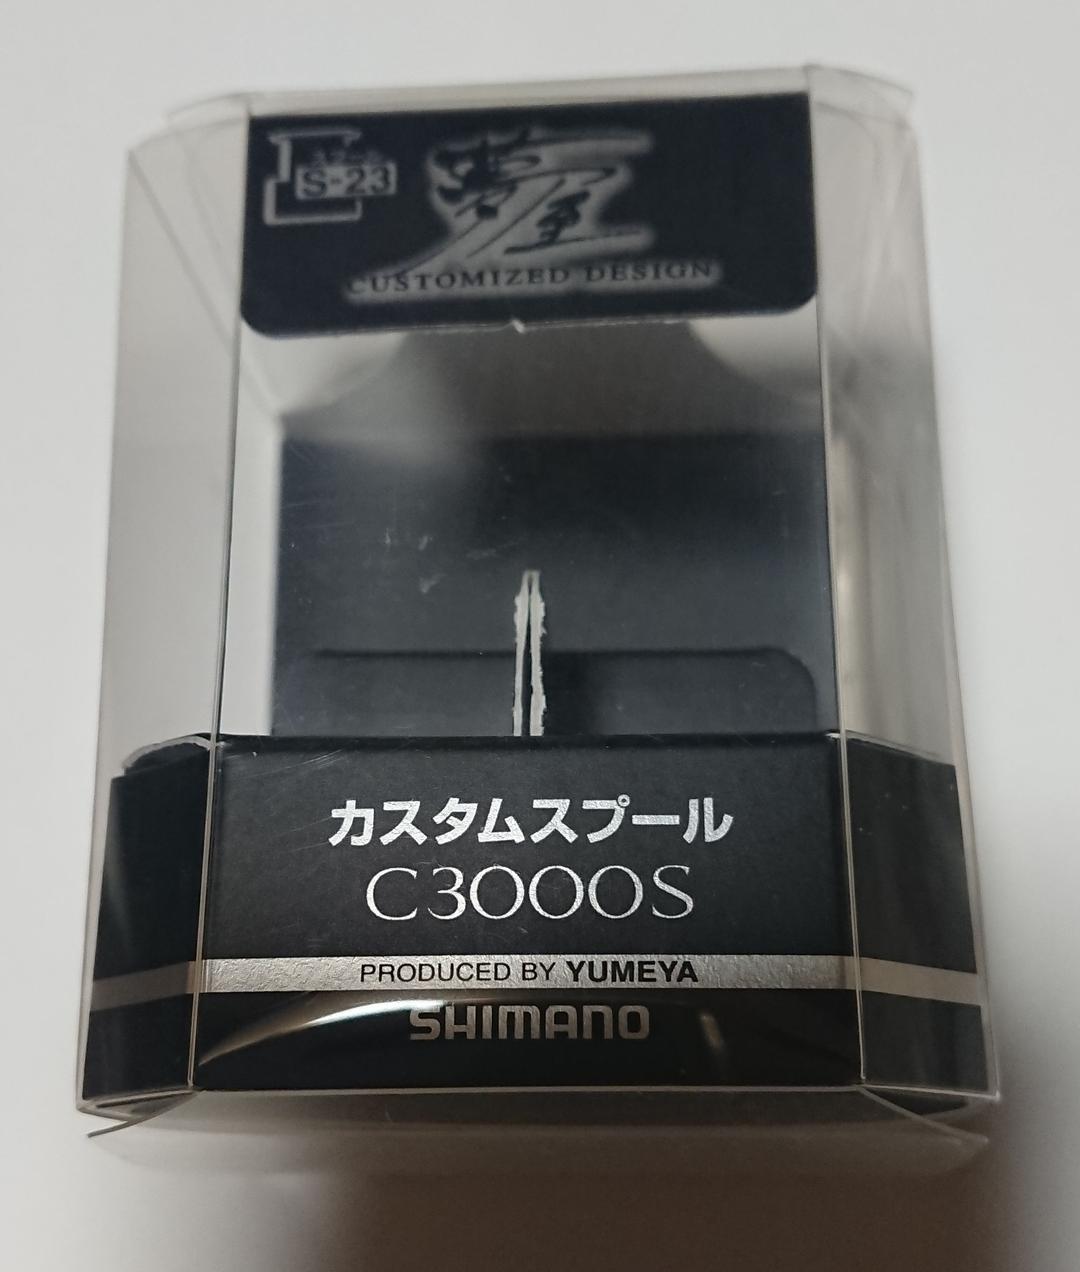 S-23
夢屋
CUSTOMIZED DESIGN
カスタムスプール
C3000S
PRODUCED BY YUMEYA
SHIMANO